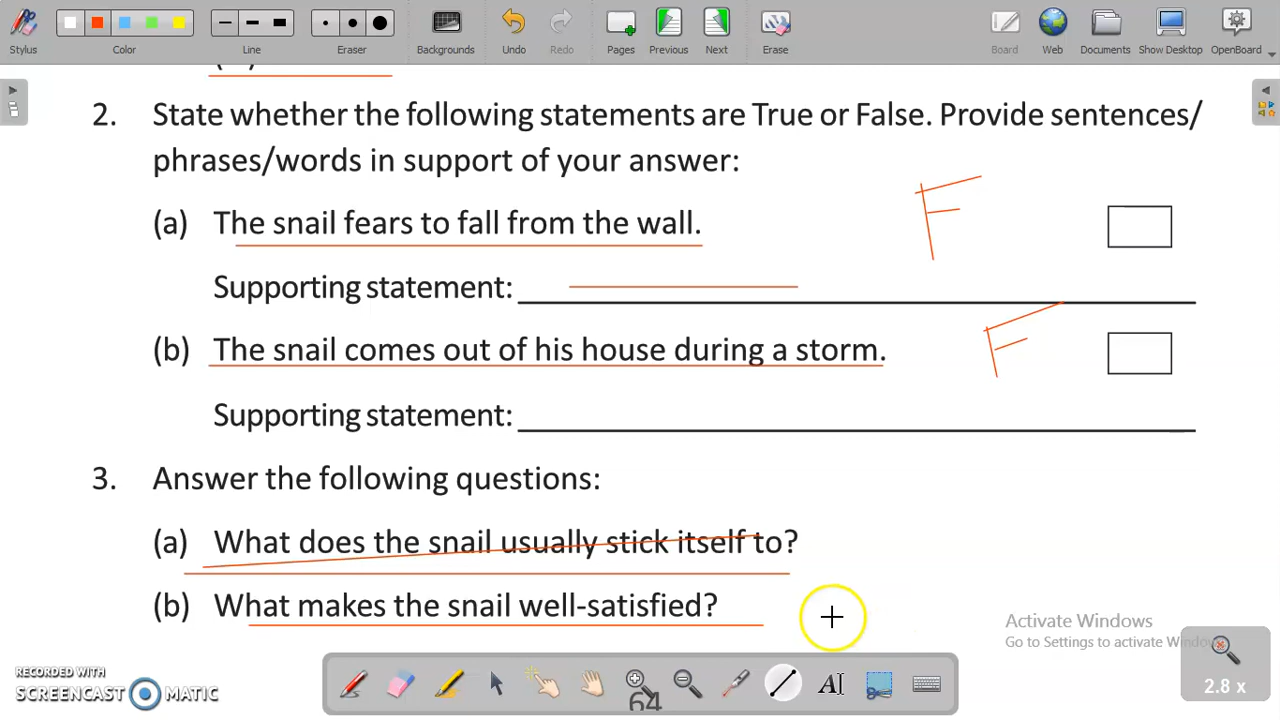 Stylus Color Line Eraser Backgrounds Undo Redo Pages Previous Next Erase Board Web Documents Show Desktop OpenBoard
2. State whether the following statements are True or False. Provide sentences/
phrases/words in support of your answer:
(a) The snail fears to fall from the wall. F
Supporting statement:
(b) The snail comes out of his house during a storm. F
Supporting statement:
3. Answer the following questions:
(a) What does the snail usually stick itself to?
(b) What makes the snail well-satisfied?
Activate Windows
Go to Settings to activate Windows
RECORDED WITH
SCREENCAST MATIC
64
2.8 x